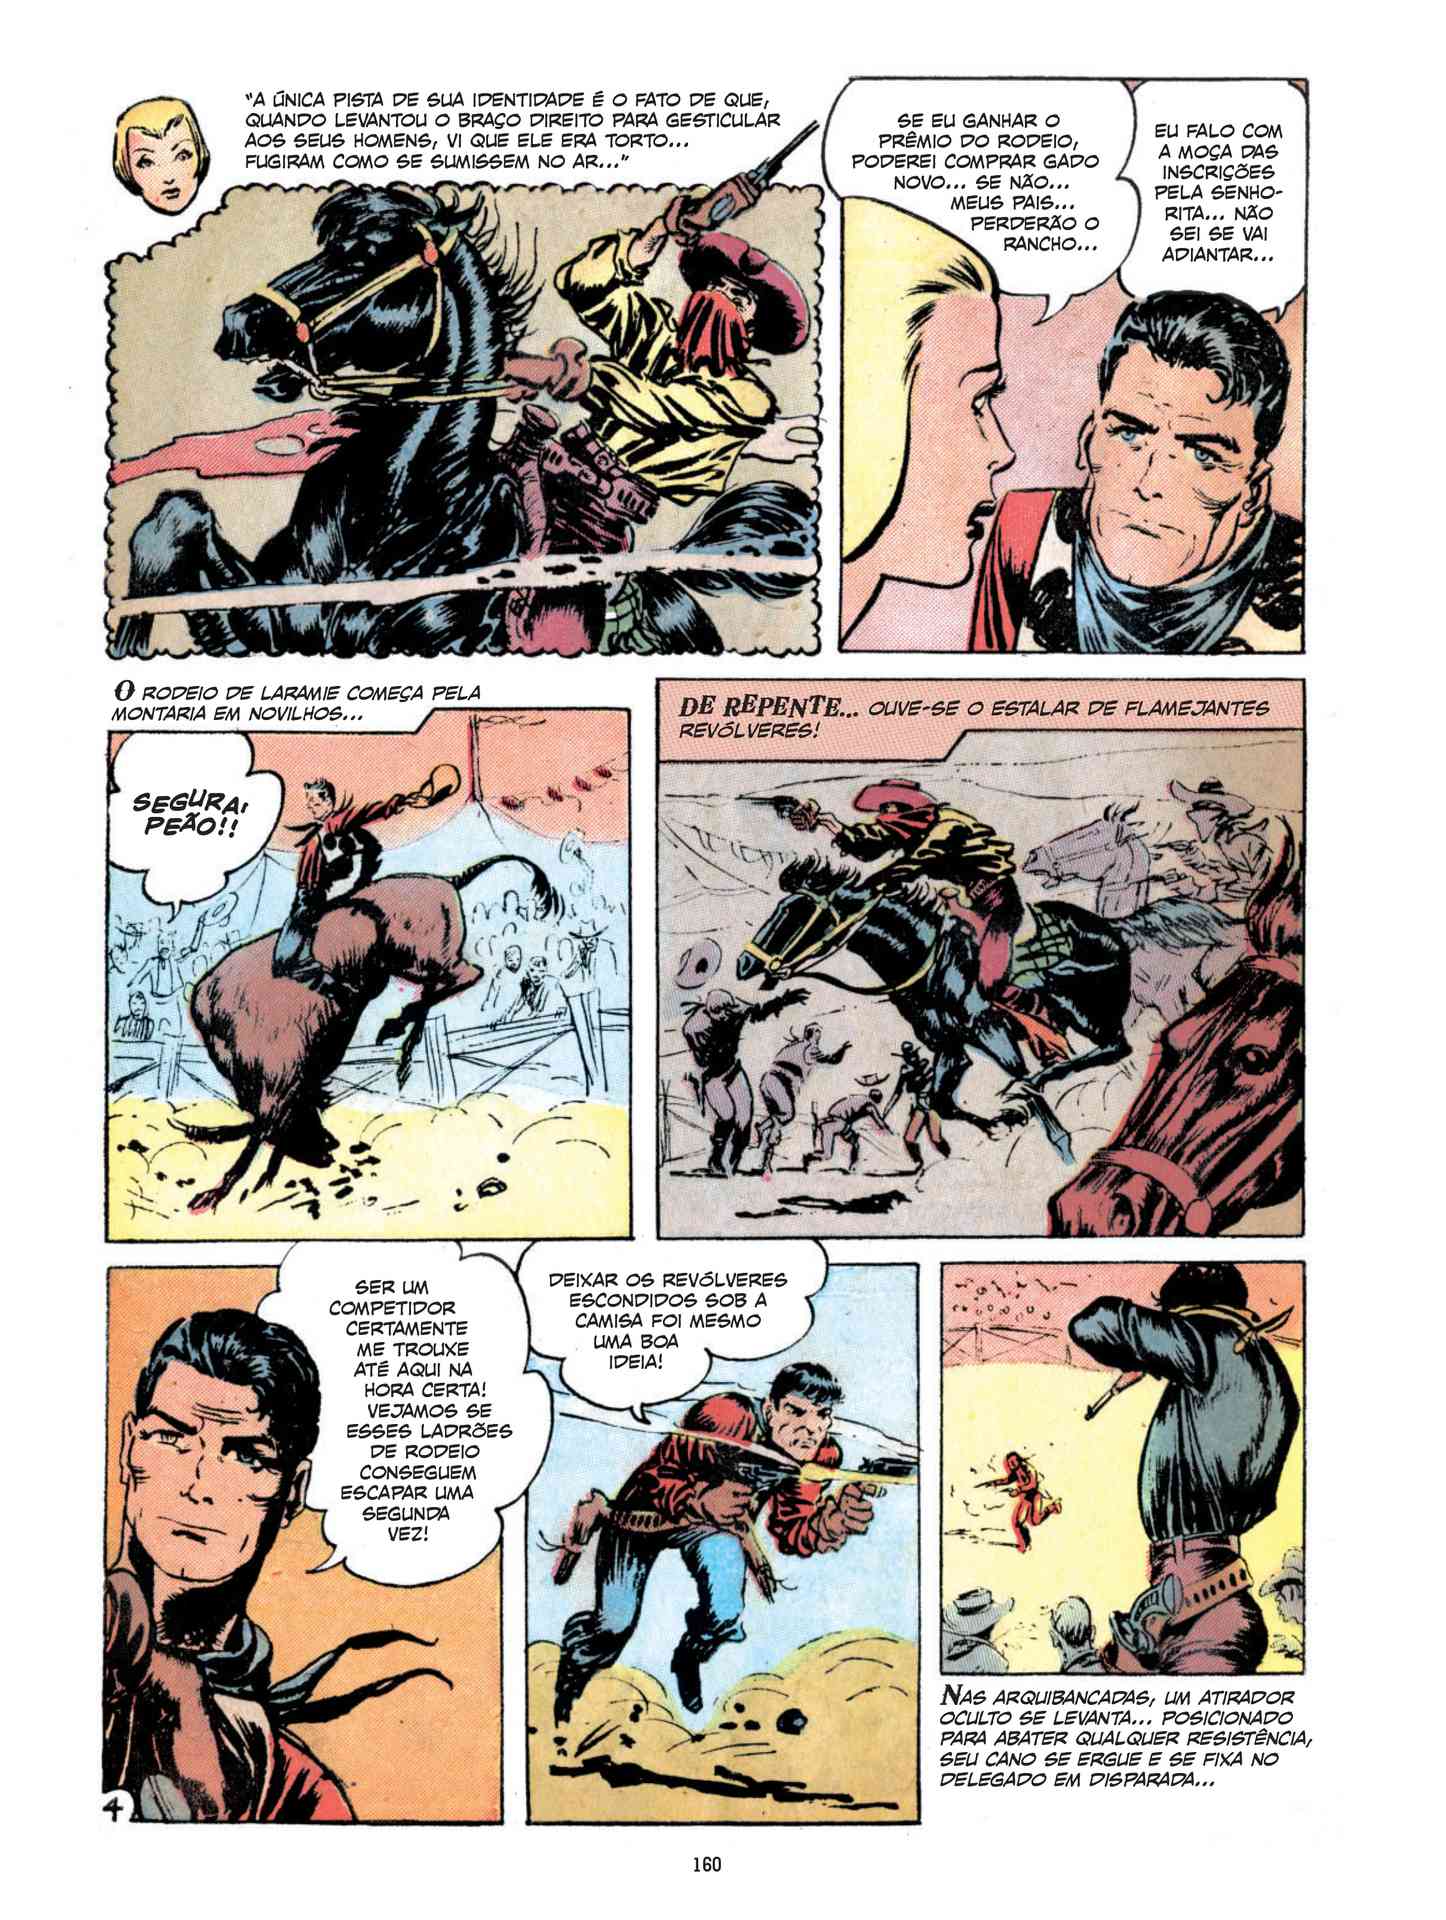 "A ÚNICA PISTA DE SUA IDENTIDADE É O FATO DE QUE,
QUANDO LEVANTOU O BRAÇO DIREITO PARA GESTICULAR
AOS SEUS HOMENS, VI QUE ELE ERA TORTO...
FUGIRAM COMO SE SUMISSEM NO AR..."
SE EU GANHAR O
PRÊMIO DO RODEIO,
PODEREI COMPRAR GADO
NOVO... SE NÃO...
MEUS PAIS...
PERDERÃO O
RANCHO...
EU FALO COM
A MOÇA DAS
INSCRIÇÕES
PELA SENHO-
RITA... NÃO
SEI SE VAI
ADIANTAR...
O RODEIO DE LARAMIE COMEÇA PELA
MONTARIA EM NOVILHOS...
SEGURA,
PEÃO!!
DE REPENTE... OUVE-SE O ESTALAR DE FLAMEJANTES
REVÓLVERES!
SER UM
COMPETIDOR
CERTAMENTE
ME TROUXE
ATÉ AQUI NA
HORA CERTA!
VEJAMOS SE
ESSES LADRÕES
DE RODEIO
CONSEGUEM
ESCAPAR UMA
SEGUNDA
VEZ!
DEIXAR OS REVÓLVERES
ESCONDIDOS SOB A
CAMISA FOI MESMO
UMA BOA
IDEIA!
NAS ARQUIBANCADAS, UM ATIRADOR
OCULTO SE LEVANTA... POSICIONADO
PARA ABATER QUALQUER RESISTÊNCIA,
SEU CANO SE ERGUE E SE FIXA NO
DELEGADO EM DISPARADA...
4
160